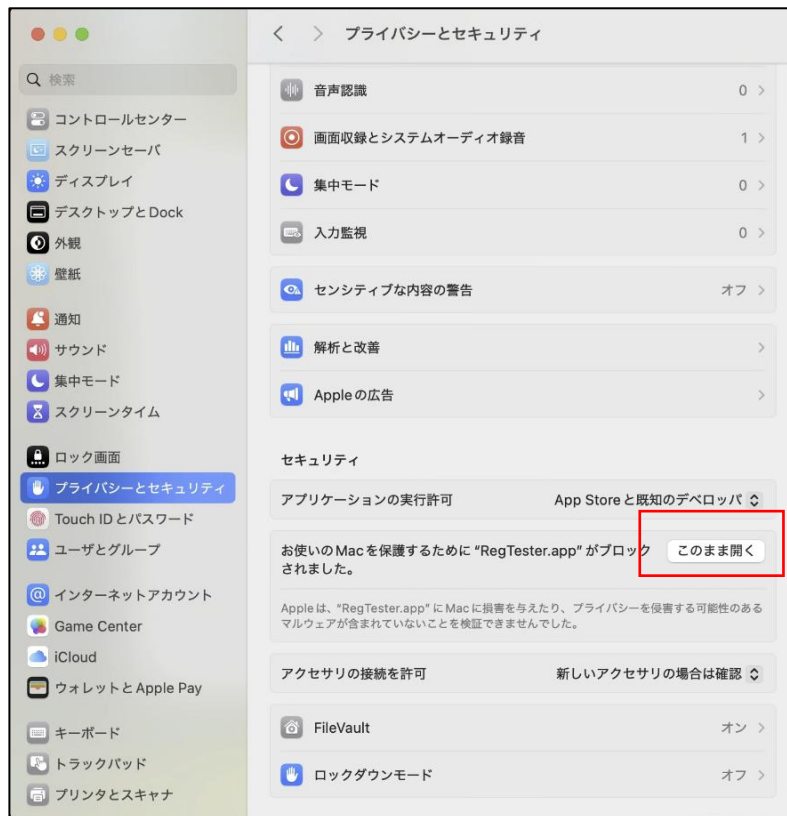 プライバシーとセキュリティ
検索
コントロールセンター
スクリーンセーバ
ディスプレイ
デスクトップとDock
外観
壁紙
通知
サウンド
集中モード
スクリーンタイム
ロック画面
プライバシーとセキュリティ
Touch IDとパスワード
ユーザとグループ
インターネットアカウント
Game Center
iCloud
ウォレットとApple Pay
キーボード
トラックパッド
プリンタとスキャナ
音声認識 0
画面収録とシステムオーディオ録音 1
集中モード 0
入力監視 0
センシティブな内容の警告 オフ
解析と改善
Appleの広告
セキュリティ
アプリケーションの実行許可 App Storeと既知のデベロッパ
お使いのMacを保護するために“RegTester.app”がブロック
されました。
このまま開く
Appleは、“RegTester.app”にMacに損害を与えたり、プライバシーを侵害する可能性のある
マルウェアが含まれていないことを検証できませんでした。
アクセサリの接続を許可 新しいアクセサリの場合は確認
FileVault オン
ロックダウンモード オフ